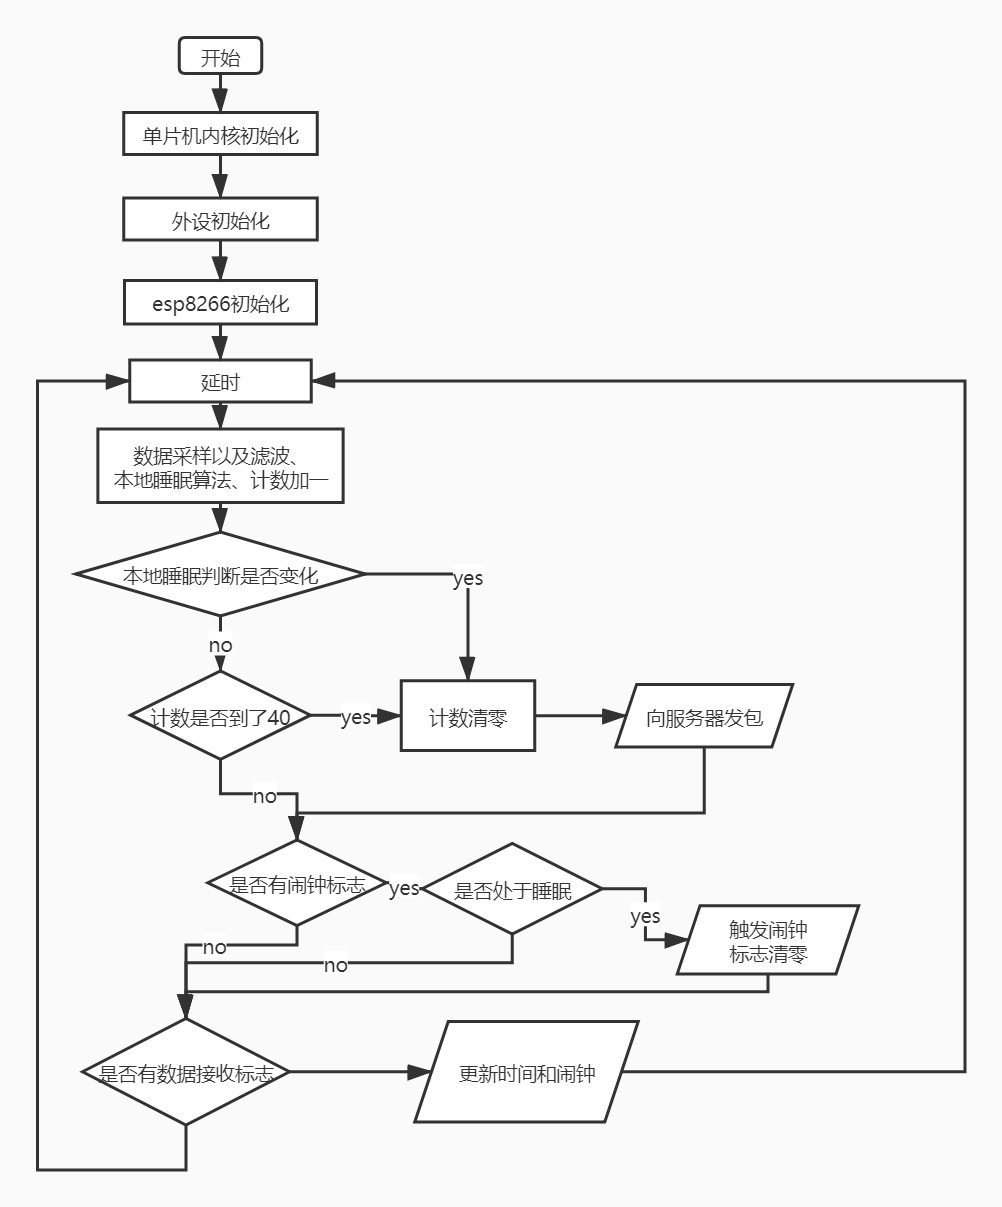 开始
单片机内核初始化
外设初始化
esp8266初始化
延时
数据采样以及滤波、
本地睡眠算法、计数加一
本地睡眠判断是否变化
yes
no
计数是否到了40
yes
计数清零
向服务器发包
no
是否有闹钟标志
yes
是否处于睡眠
yes
触发闹钟
标志清零
no
no
是否有数据接收标志
更新时间和闹钟